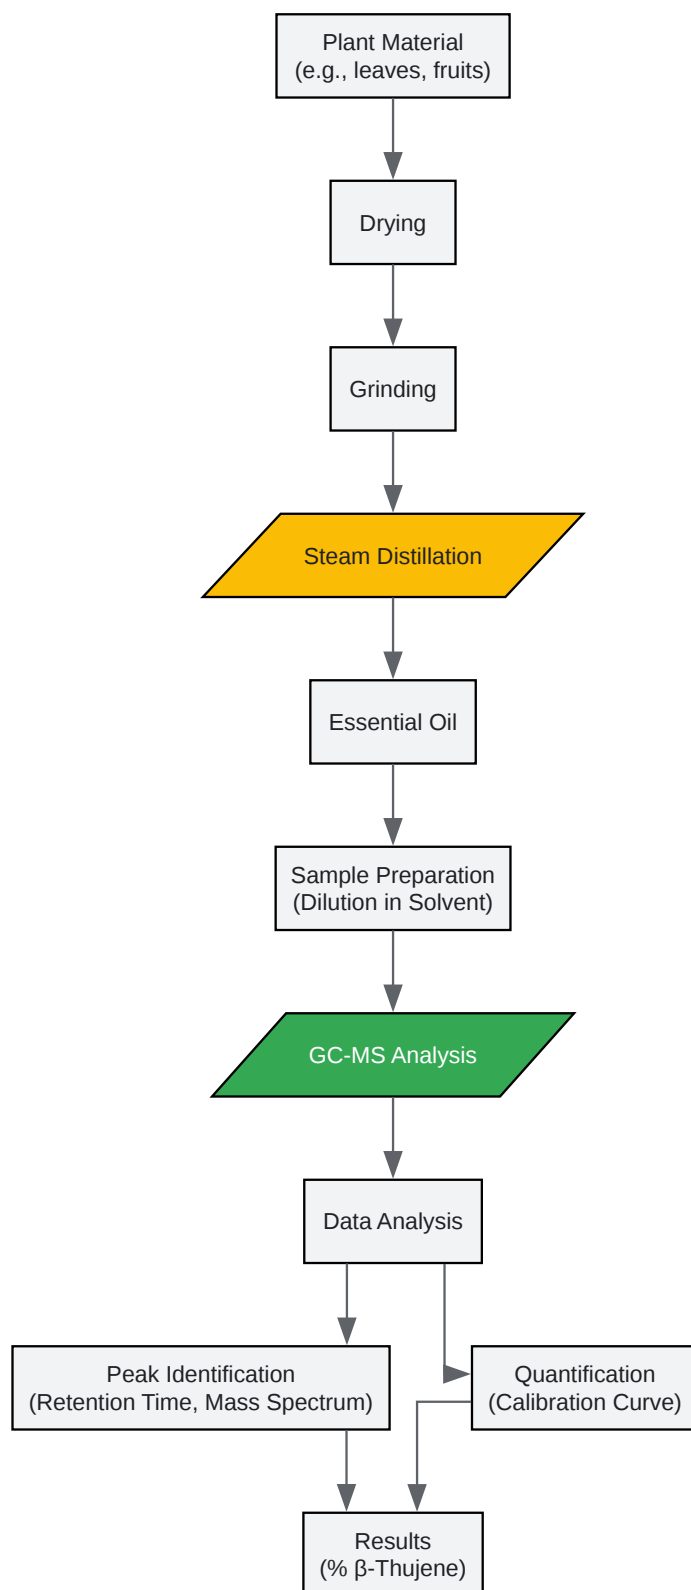 Plant Material
(e.g., leaves, fruits)
Drying
Grinding
Steam Distillation
Essential Oil
Sample Preparation
(Dilution in Solvent)
GC-MS Analysis
Data Analysis
Peak Identification
(Retention Time, Mass Spectrum)
Quantification
(Calibration Curve)
Results
(% β-Thujene)